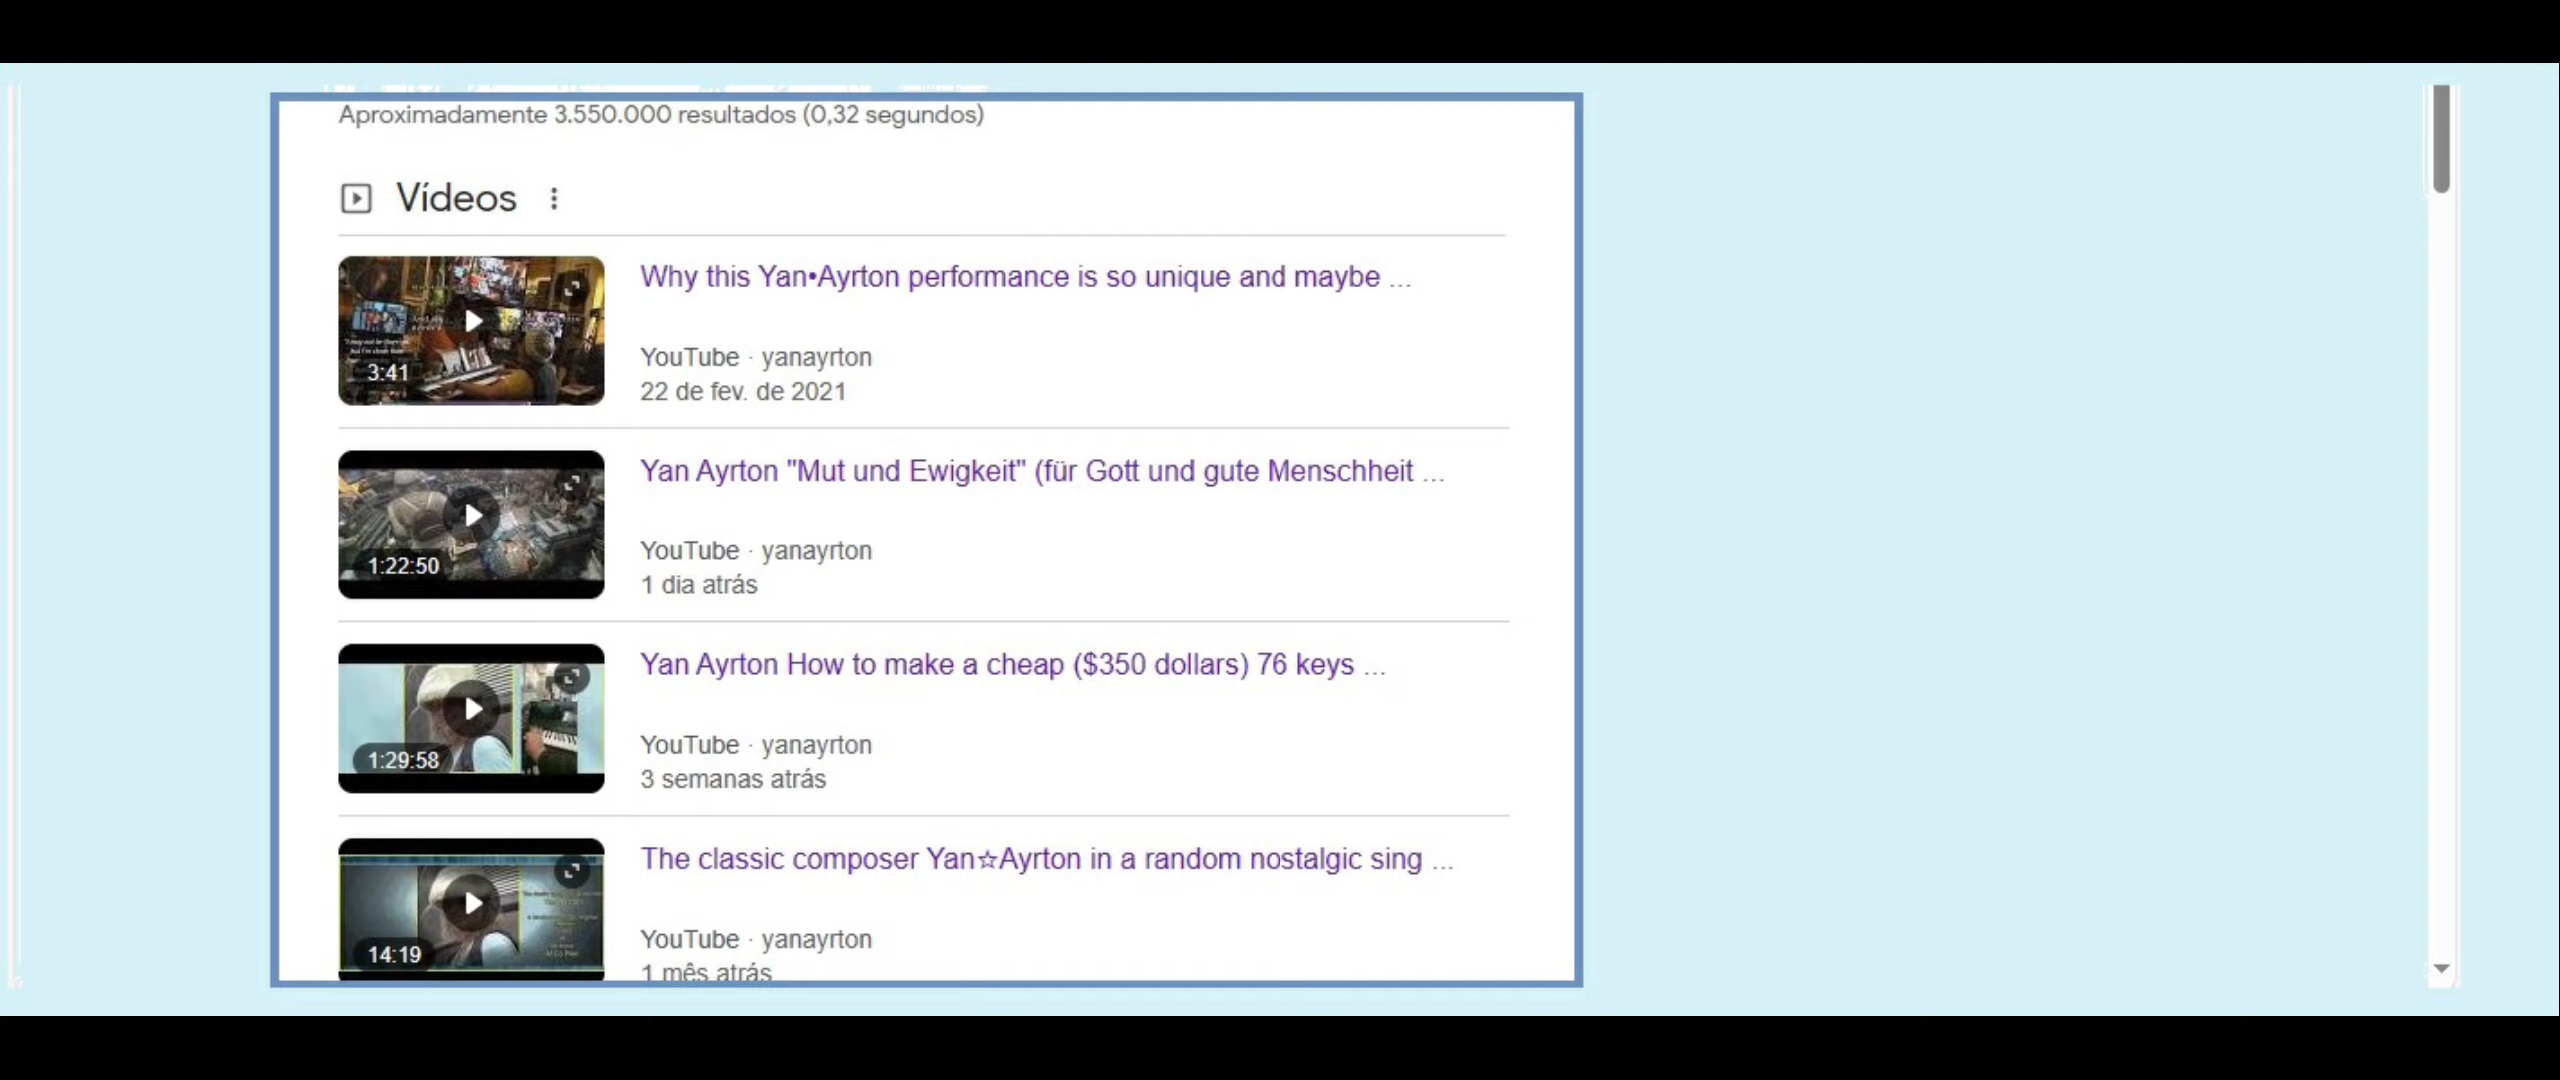 Aproximadamente 3.550.000 resultados (0,32 segundos)
Vídeos
Why this Yan•Ayrton performance is so unique and maybe ...
YouTube · yanayrton
22 de fev. de 2021
3:41
Yan Ayrton "Mut und Ewigkeit" (für Gott und gute Menschheit ...
YouTube · yanayrton
1 dia atrás
1:22:50
Yan Ayrton How to make a cheap ($350 dollars) 76 keys ...
YouTube · yanayrton
3 semanas atrás
1:29:58
The classic composer Yan☆Ayrton in a random nostalgic sing ...
YouTube · yanayrton
1 mês atrás
14:19